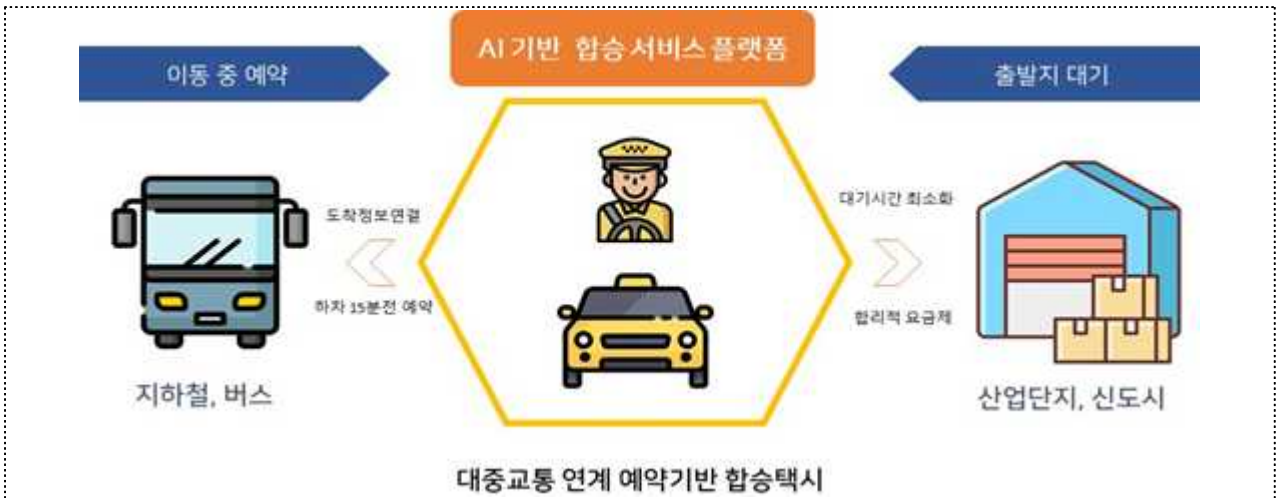 AI 기반 합승 서비스 플랫폼
이동 중 예약
출발지 대기
도착정보연결
하차 15분전 예약
대기시간 최소화
합리적 요금제
지하철, 버스
산업단지, 신도시
대중교통 연계 예약기반 합승택시